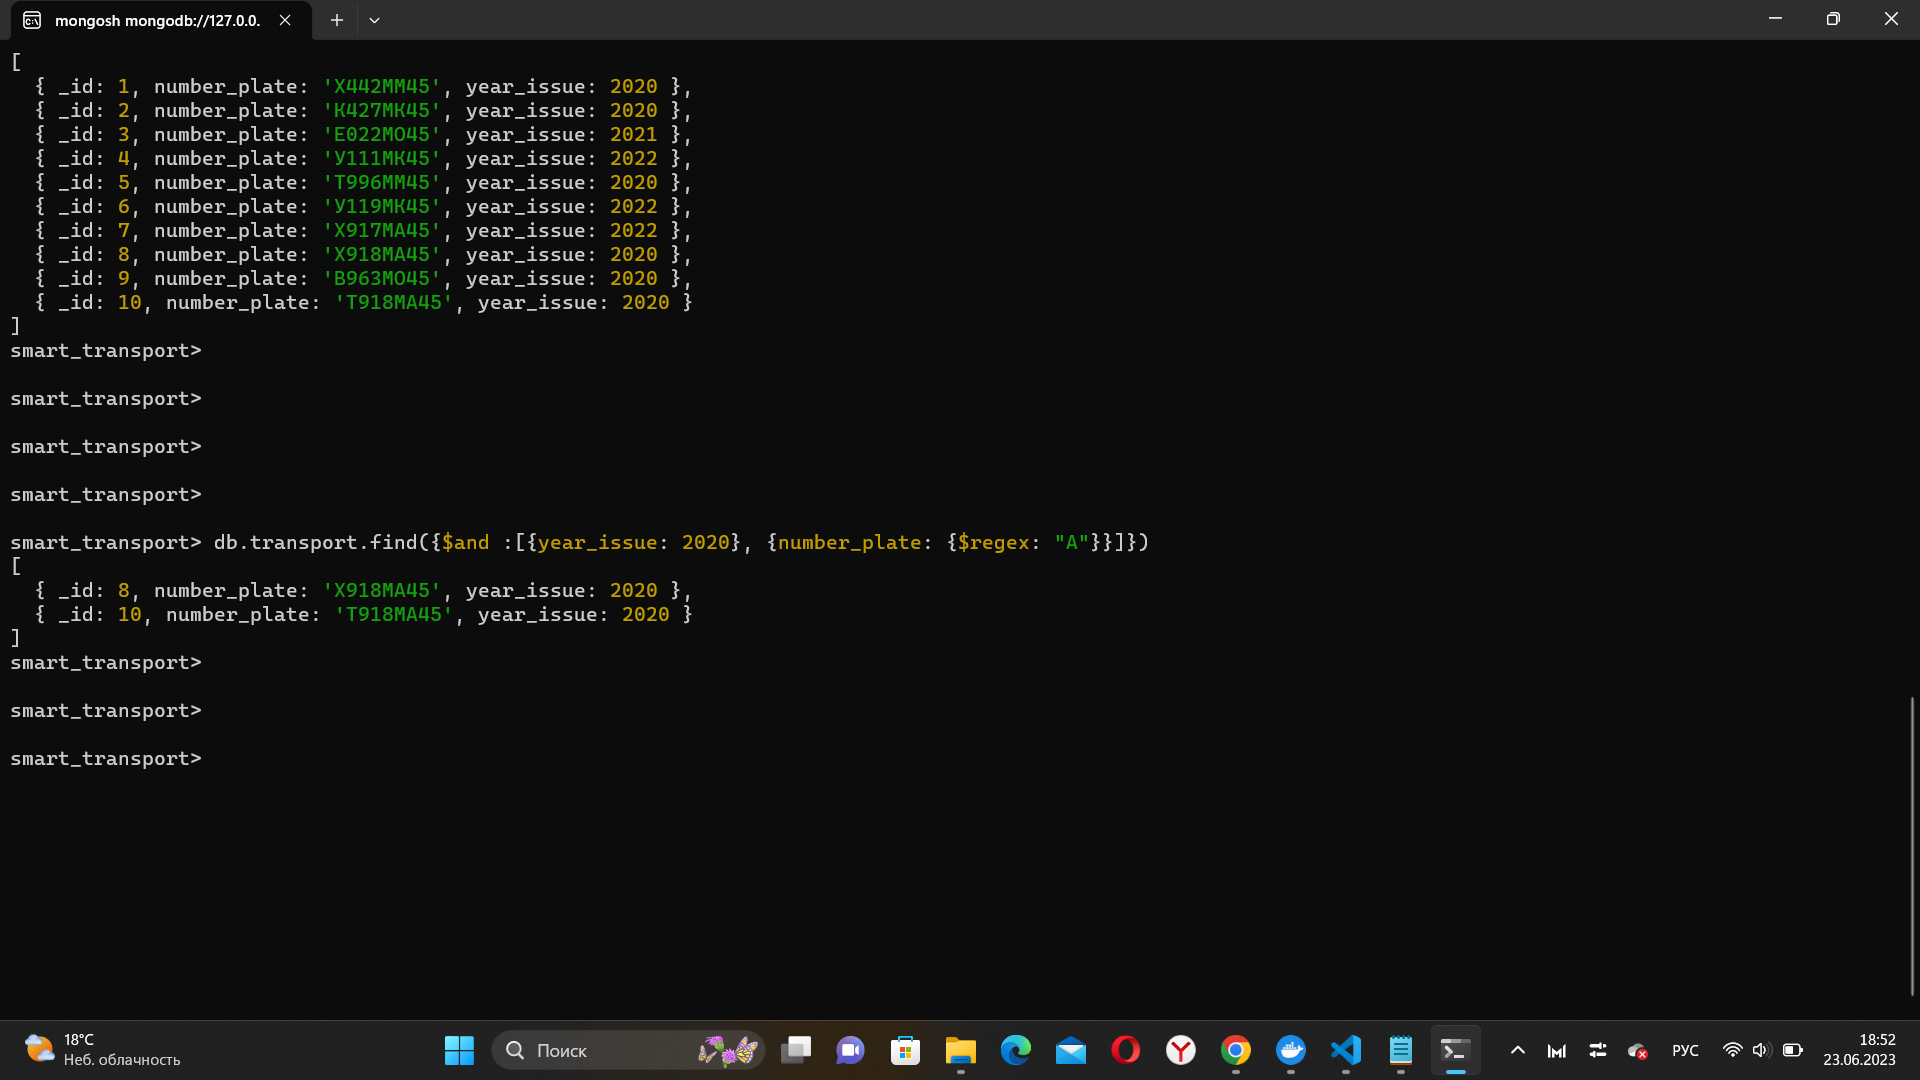 mongosh mongodb://127.0.0.
[
  { _id: 1, number_plate: 'Х442ММ45', year_issue: 2020 },
  { _id: 2, number_plate: 'К427МК45', year_issue: 2020 },
  { _id: 3, number_plate: 'Е022МО45', year_issue: 2021 },
  { _id: 4, number_plate: 'У111МК45', year_issue: 2022 },
  { _id: 5, number_plate: 'Т996ММ45', year_issue: 2020 },
  { _id: 6, number_plate: 'У119МК45', year_issue: 2022 },
  { _id: 7, number_plate: 'Х917МА45', year_issue: 2022 },
  { _id: 8, number_plate: 'Х918МА45', year_issue: 2020 },
  { _id: 9, number_plate: 'В963МО45', year_issue: 2020 },
  { _id: 10, number_plate: 'Т918МА45', year_issue: 2020 }
]
smart_transport>
smart_transport>
smart_transport>
smart_transport>
smart_transport> db.transport.find({$and :[{year_issue: 2020}, {number_plate: {$regex: "А"}}]})
[
  { _id: 8, number_plate: 'Х918МА45', year_issue: 2020 },
  { _id: 10, number_plate: 'Т918МА45', year_issue: 2020 }
]
smart_transport>
smart_transport>
smart_transport>
18°C
Неб. облачность
Поиск
РУС
18:52
23.06.2023